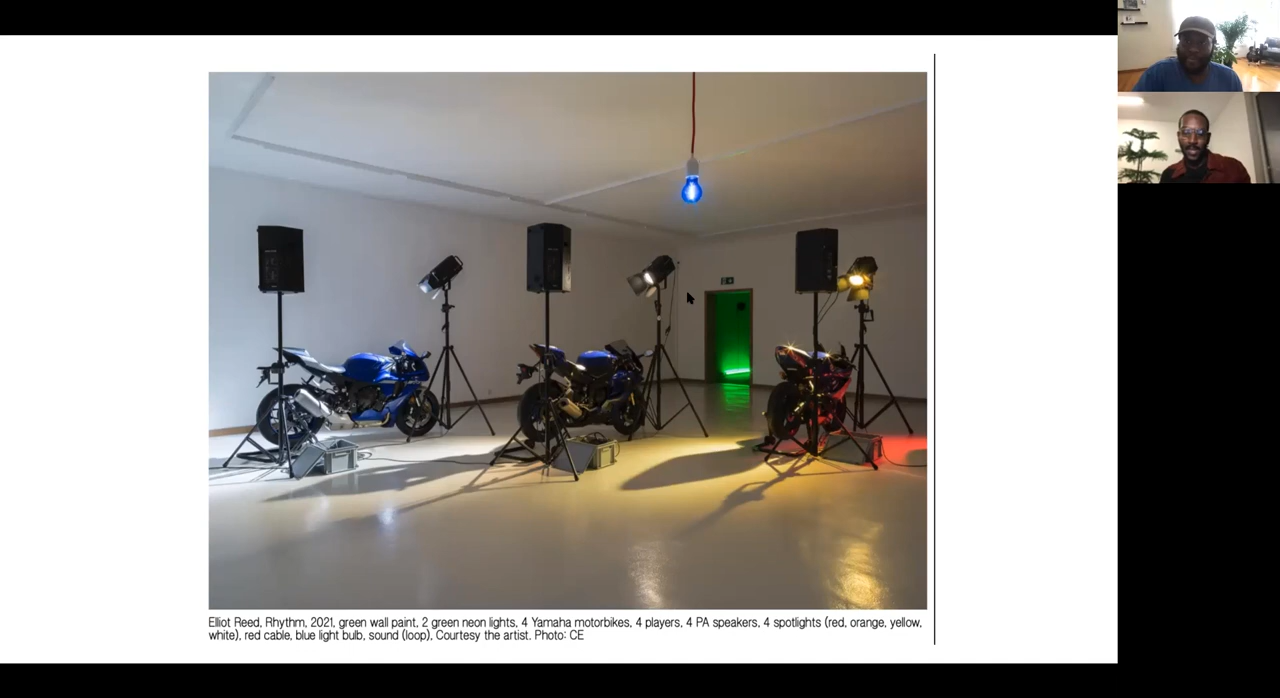 Elliot Reed, Rhythm, 2021, green wall paint, 2 green neon lights, 4 Yamaha motorbikes, 4 players, 4 PA speakers, 4 spotlights (red, orange, yellow,
white), red cable, blue light bulb, sound (loop), Courtesy the artist. Photo: CE